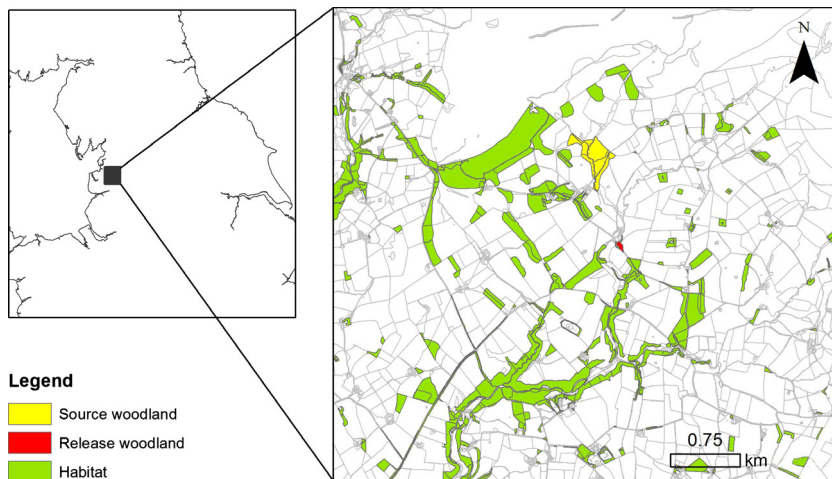 N
Legend
Source woodland
Release woodland
Habitat
0.75
km